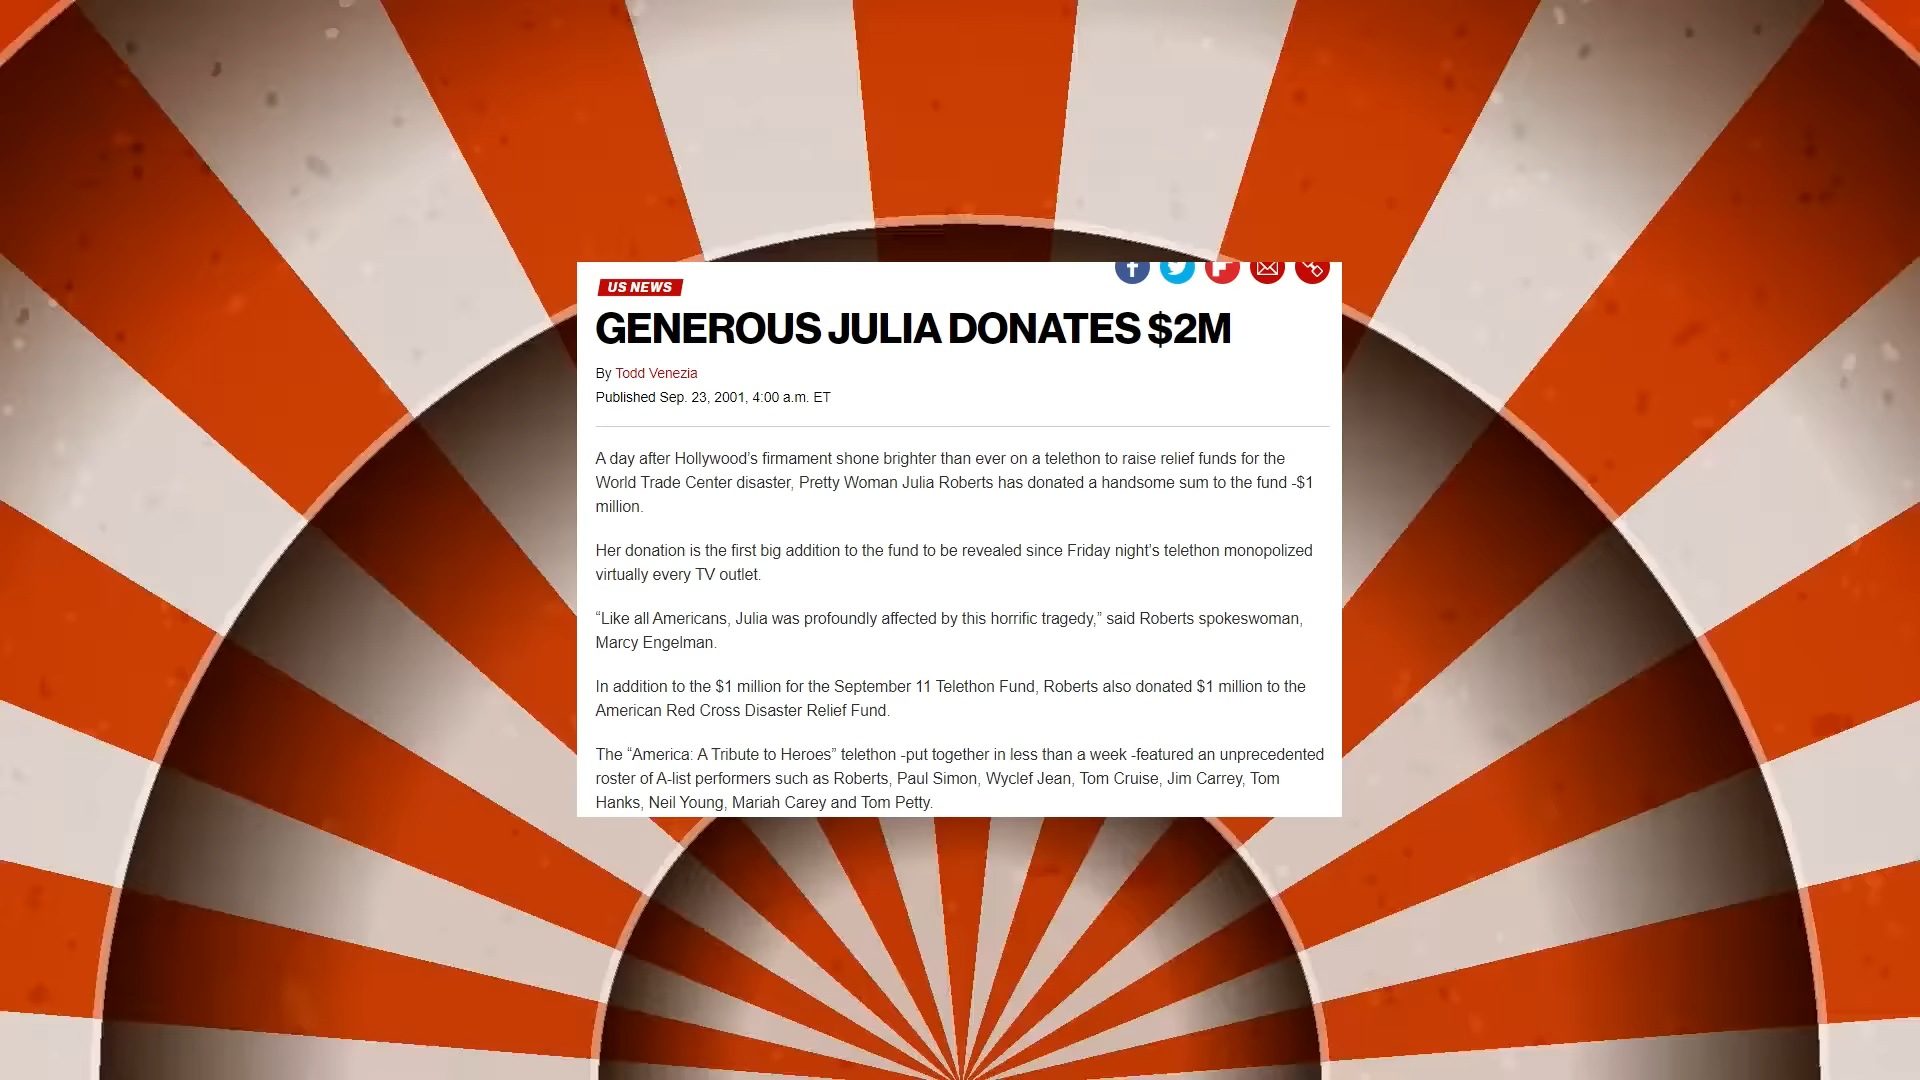 US NEWS
GENEROUS JULIA DONATES $2M
By Todd Venezia
Published Sep. 23, 2001, 4:00 a.m. ET
A day after Hollywood’s firmament shone brighter than ever on a telethon to raise relief funds for the
World Trade Center disaster, Pretty Woman Julia Roberts has donated a handsome sum to the fund -$1
million.
Her donation is the first big addition to the fund to be revealed since Friday night’s telethon monopolized
virtually every TV outlet.
“Like all Americans, Julia was profoundly affected by this horrific tragedy,” said Roberts spokeswoman,
Marcy Engelman.
In addition to the $1 million for the September 11 Telethon Fund, Roberts also donated $1 million to the
American Red Cross Disaster Relief Fund.
The “America: A Tribute to Heroes” telethon -put together in less than a week -featured an unprecedented
roster of A-list performers such as Roberts, Paul Simon, Wyclef Jean, Tom Cruise, Jim Carrey, Tom
Hanks, Neil Young, Mariah Carey and Tom Petty.